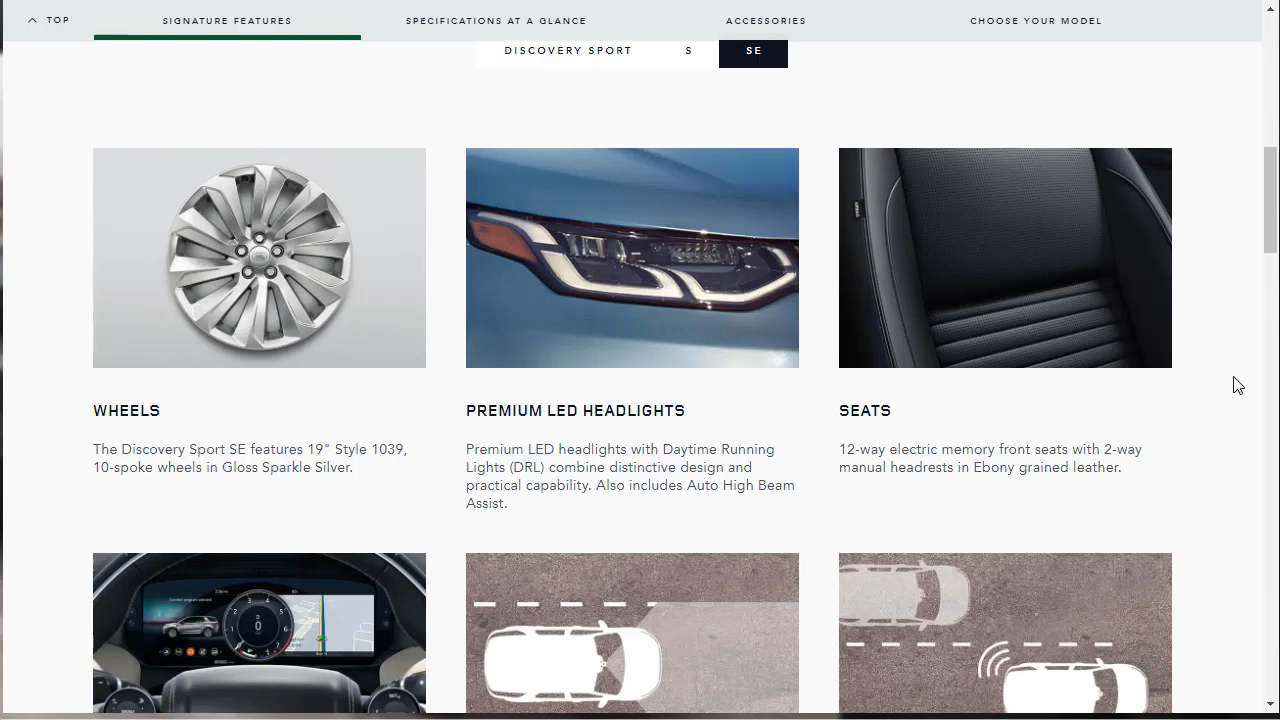 TOP
SIGNATURE FEATURES
SPECIFICATIONS AT A GLANCE
ACCESSORIES
CHOOSE YOUR MODEL
DISCOVERY SPORT
S
SE
WHEELS
The Discovery Sport SE features 19" Style 1039,
10-spoke wheels in Gloss Sparkle Silver.
PREMIUM LED HEADLIGHTS
Premium LED headlights with Daytime Running
Lights (DRL) combine distinctive design and
practical capability. Also includes Auto High Beam
Assist.
SEATS
12-way electric memory front seats with 2-way
manual headrests in Ebony grained leather.